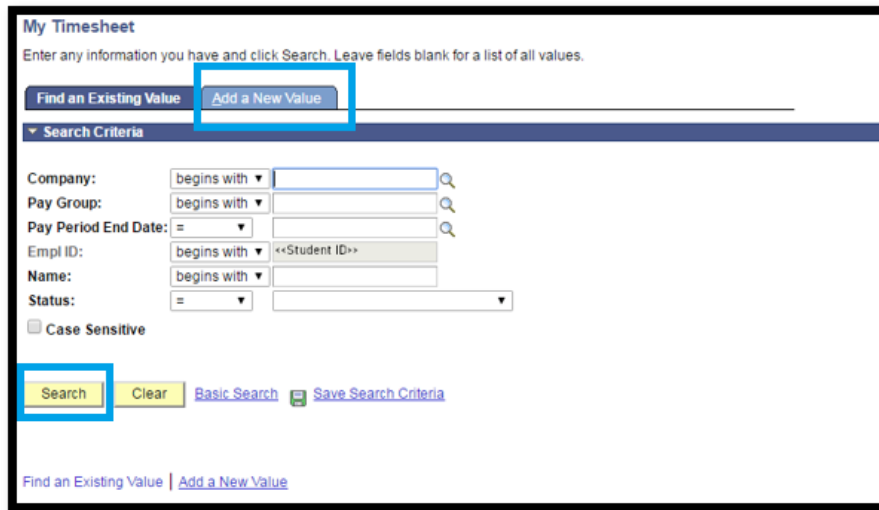 My Timesheet
Enter any information you have and click Search. Leave fields blank for a list of all values.
Find an Existing Value Add a New Value
Search Criteria
Company: begins with
Pay Group: begins with
Pay Period End Date: =
Empl ID: begins with <<Student ID>>
Name: begins with
Status: =
Case Sensitive
Search Clear Basic Search Save Search Criteria
Find an Existing Value | Add a New Value